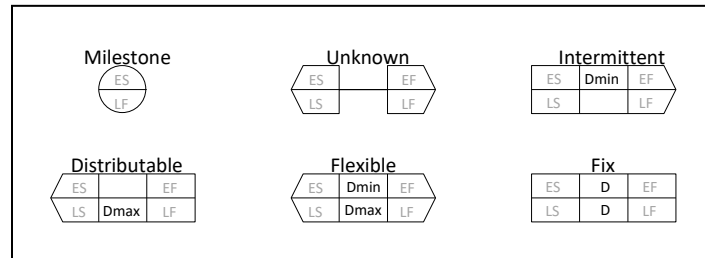 Milestone
ES
LF
Unknown
ES EF
LS LF
Intermittent
ES Dmin EF
LS LF
Distributable
ES EF
LS Dmax LF
Flexible
ES Dmin EF
LS Dmax LF
Fix
ES D EF
LS D LF